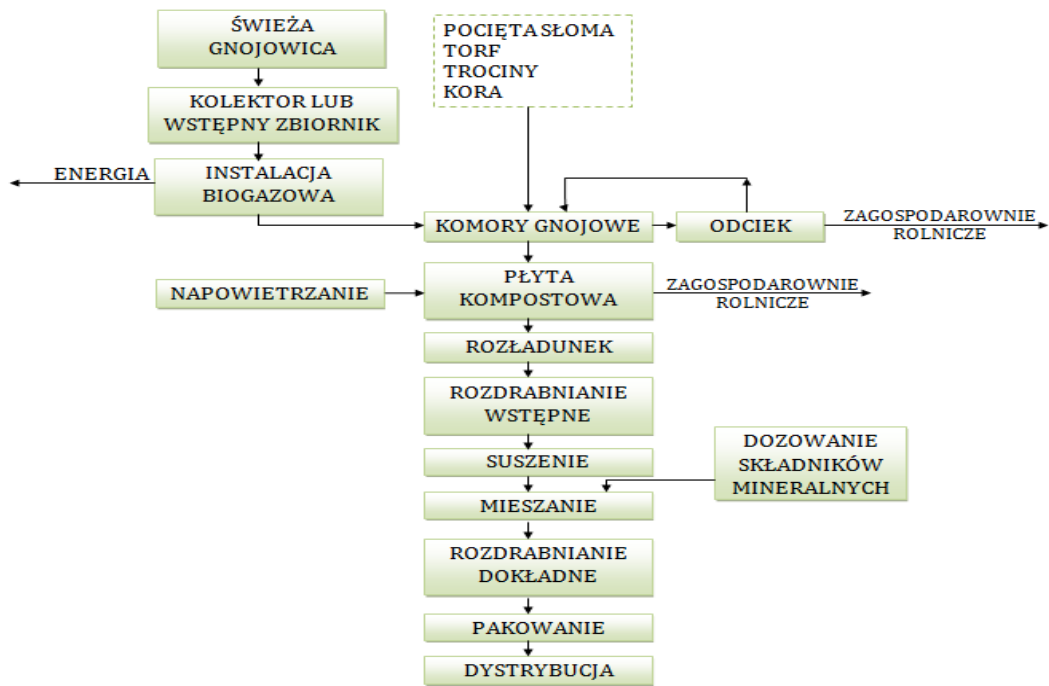 ŚWIEŻA
GNOJOWICA
POCIĘTA SŁOMA
TORF
TROCINY
KORA
KOLEKTOR LUB
WSTĘPNY ZBIORNIK
ENERGIA
INSTALACJA
BIOGAZOWA
KOMORY GNOJOWE
ODCIEK
ZAGOSPODAROWNIE
ROLNICZE
NAPOWIETRZANIE
PŁYTA
KOMPOSTOWA
ZAGOSPODAROWNIE
ROLNICZE
ROZŁADUNEK
ROZDRABNIANIE
WSTĘPNE
SUSZENIE
DOZOWANIE
SKŁADNIKÓW
MINERALNYCH
MIESZANIE
ROZDRABNIANIE
DOKŁADNE
PAKOWANIE
DYSTRYBUCJA